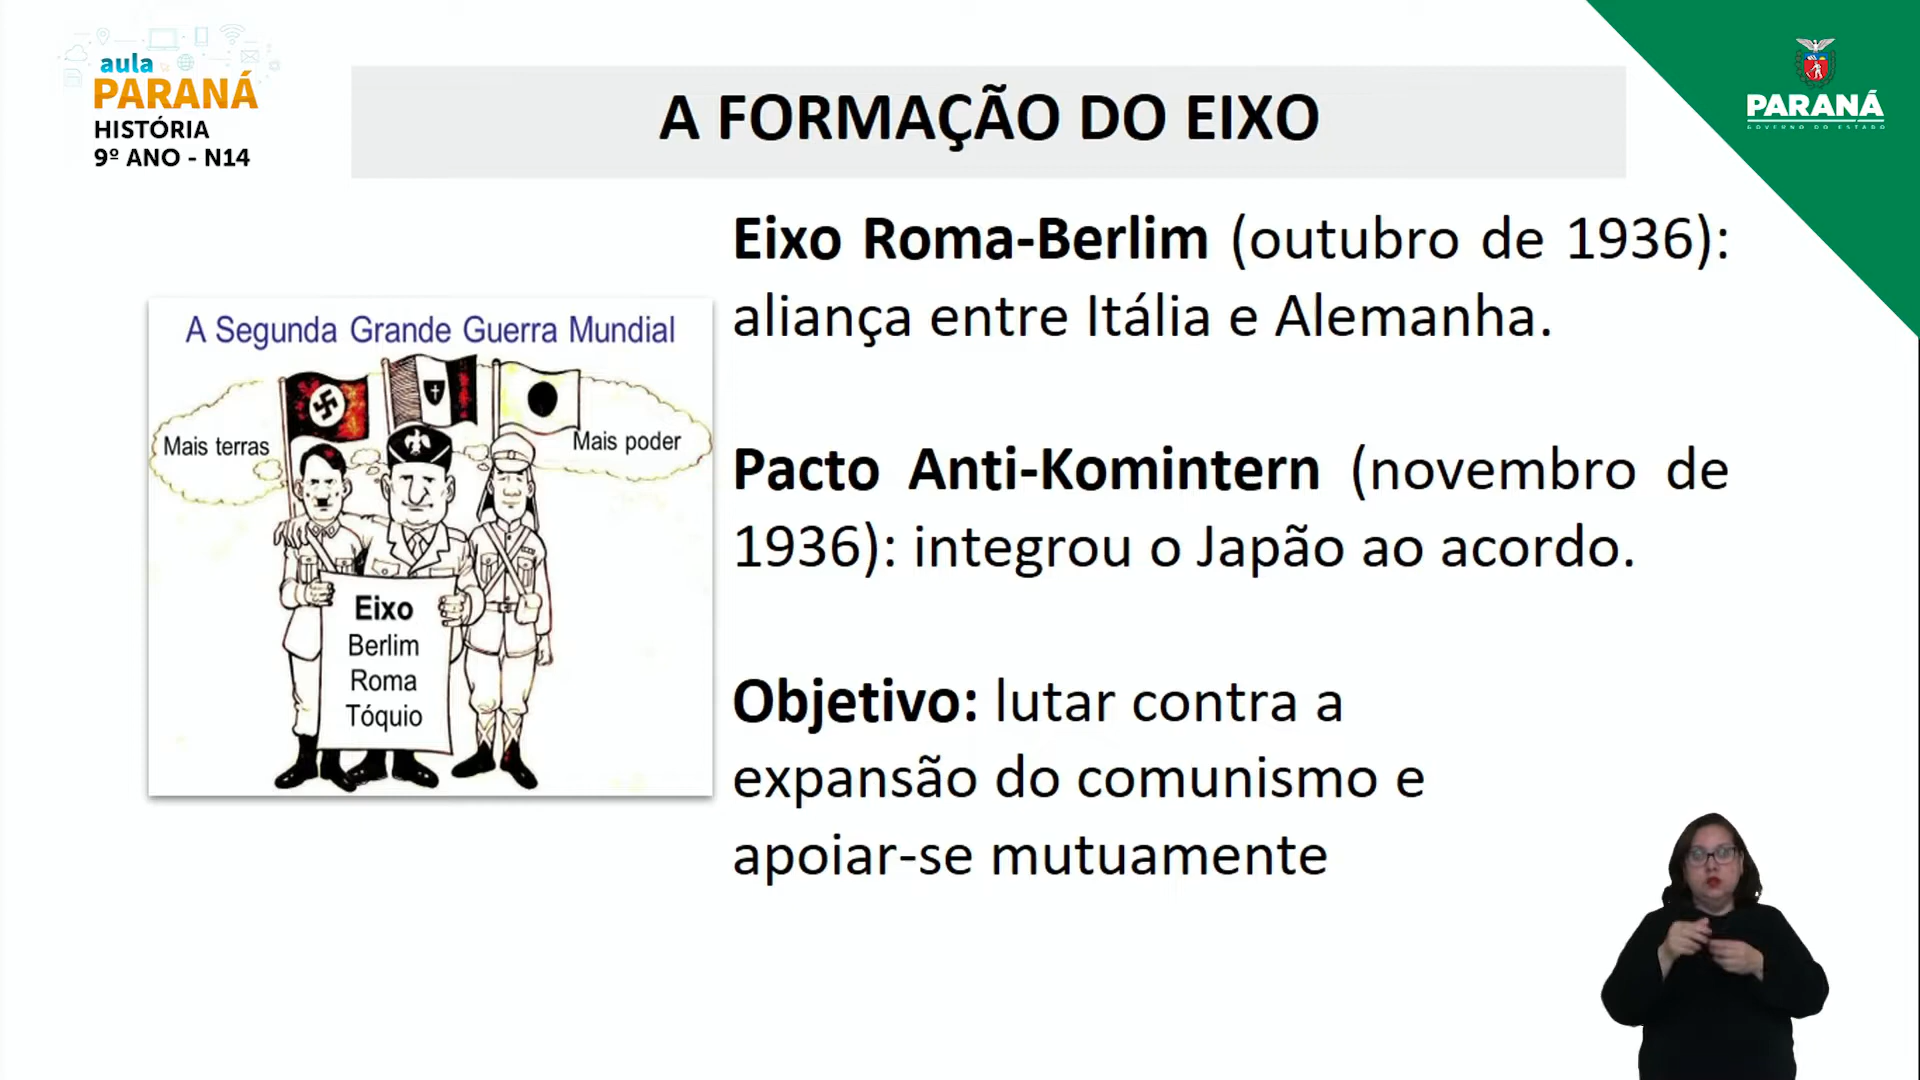 aula
PARANÁ
HISTÓRIA
9º ANO - N14
A FORMAÇÃO DO EIXO
PARANÁ
GOVERNO DO ESTADO
Eixo Roma-Berlim (outubro de 1936):
aliança entre Itália e Alemanha.
Pacto Anti-Komintern (novembro de
1936): integrou o Japão ao acordo.
Objetivo: lutar contra a
expansão do comunismo e
apoiar-se mutuamente
A Segunda Grande Guerra Mundial
Mais terras
Mais poder
Eixo
Berlim
Roma
Tóquio